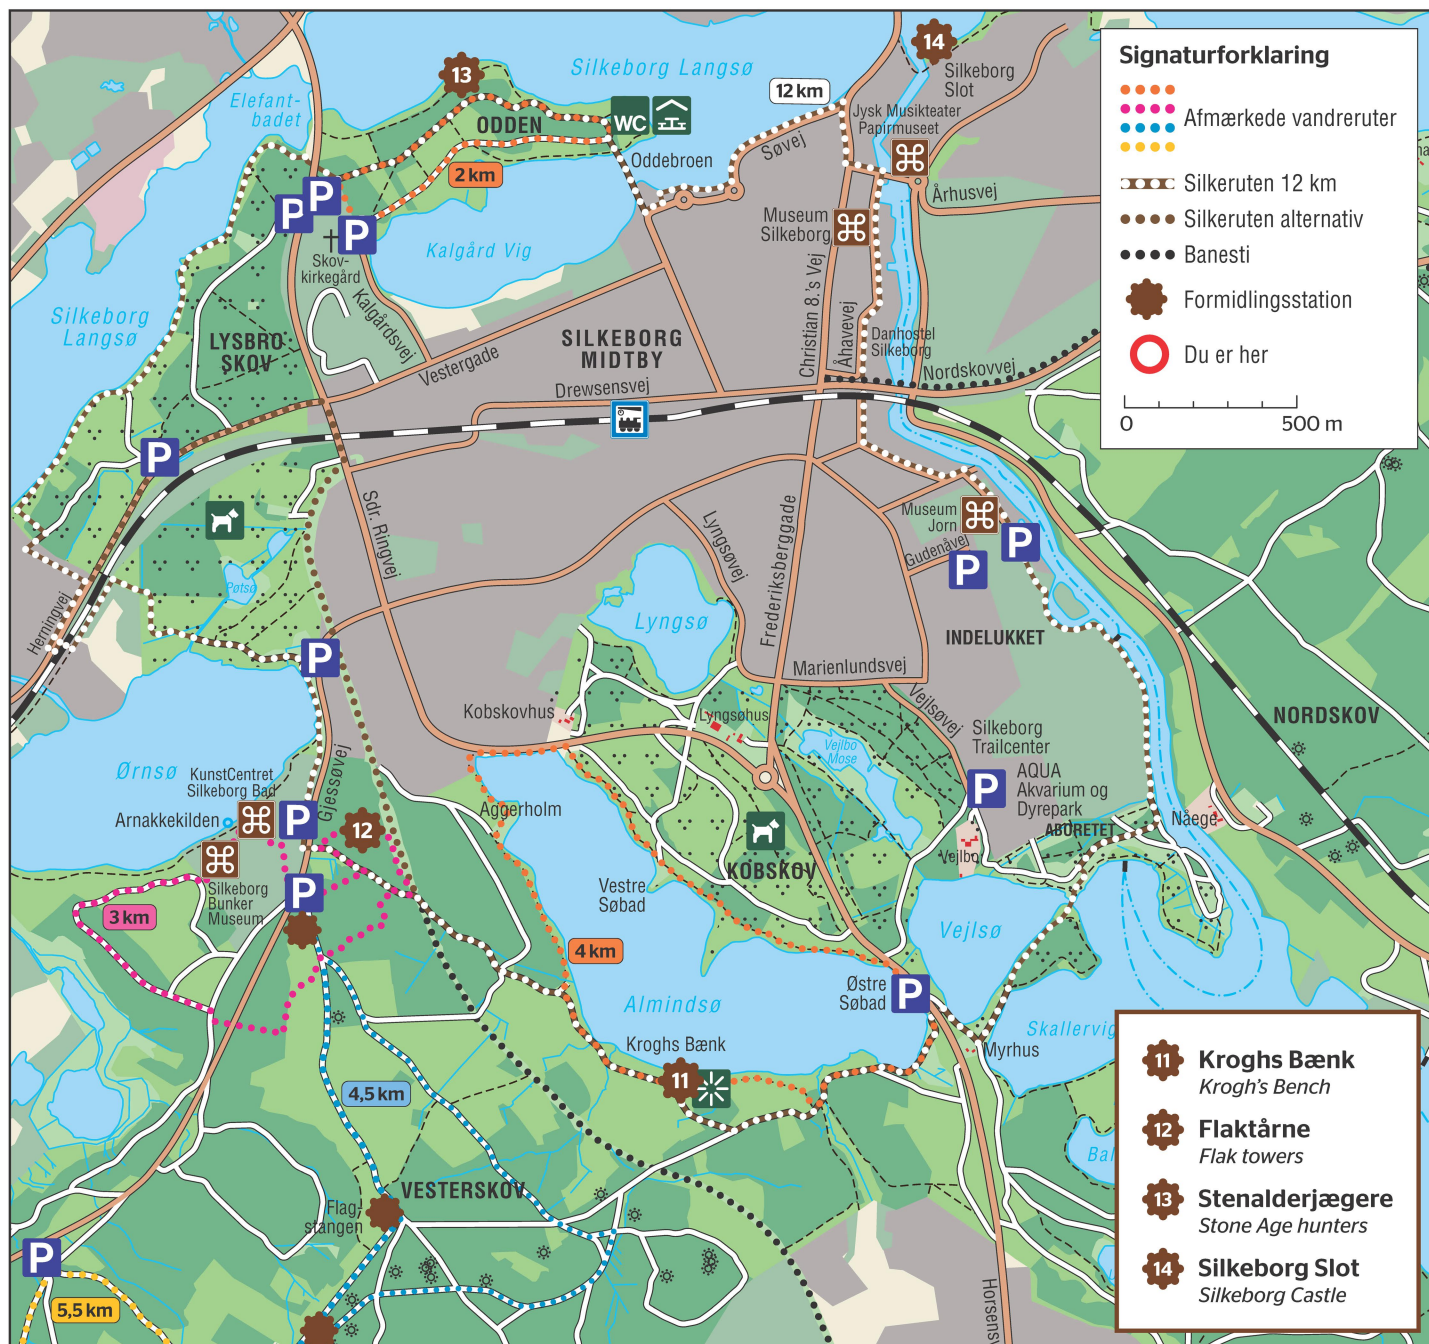 Signaturforklaring
Afmærkede vandreruter
Silkeruten 12 km
Silkeruten alternativ
Banesti
Formidlingsstation
Du er her
0
500 m
13
14
Silkeborg Langsø
Silkeborg
Slot
12 km
Elefant-
badet
ODDEN
WC
Jysk Musikteater
Papirmuseet
Søvej
Oddebroen
2 km
Århusvej
P
P
P
Museum
Silkeborg
Skov-
kirkegård
Kalgård Vig
Kalgårdsvej
Silkeborg
Langsø
LYSBRO
SKOV
Vestergade
SILKEBORG
MIDTBY
Christian 8.'s Vej
Åhavevej
Danhostel
Silkeborg
Drewsensvej
Nordskovvej
P
Sdr. Ringvej
Lyngsøvej
Frederiksberggade
Museum
Jorn
Gudenåvej
P
P
Pøtsø
Herningvej
Lyngsø
INDELUKKET
P
Marienlundsvej
Vejlsøvej
Kobskovhus
Lyngsøhus
Silkeborg
Trailcenter
NORDSKOV
Vejlbo
Mose
Ørnsø
KunstCentret
Silkeborg Bad
Gjessøvej
Arnakkekilden
P
12
Aggerholm
P
AQUA
Akvarium og
Dyrepark
ABORETET
Nåege
Vejlbo
KOBSKOV
Silkeborg
Bunker
Museum
P
3 km
Vestre
Søbad
4 km
Vejlsø
Østre
Søbad
P
Almindsø
Skallervig
Myrhus
Kroghs Bænk
11
4,5 km
VESTERSKOV
Flag-
stangen
P
5,5 km
11
Kroghs Bænk
Krogh's Bench
12
Flaktårne
Flak towers
13
Stenalderjægere
Stone Age hunters
14
Silkeborg Slot
Silkeborg Castle